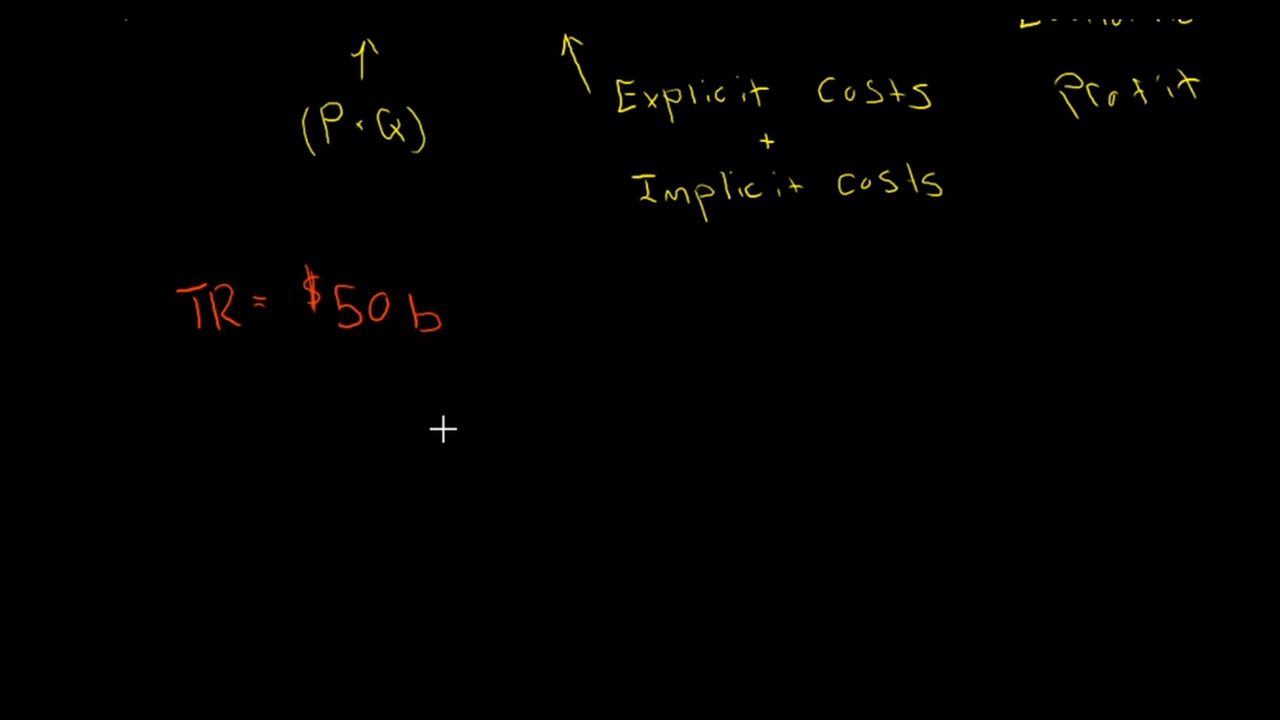 (P · Q)
Explicit costs
+
Implicit costs
Profit
TR = $50 b